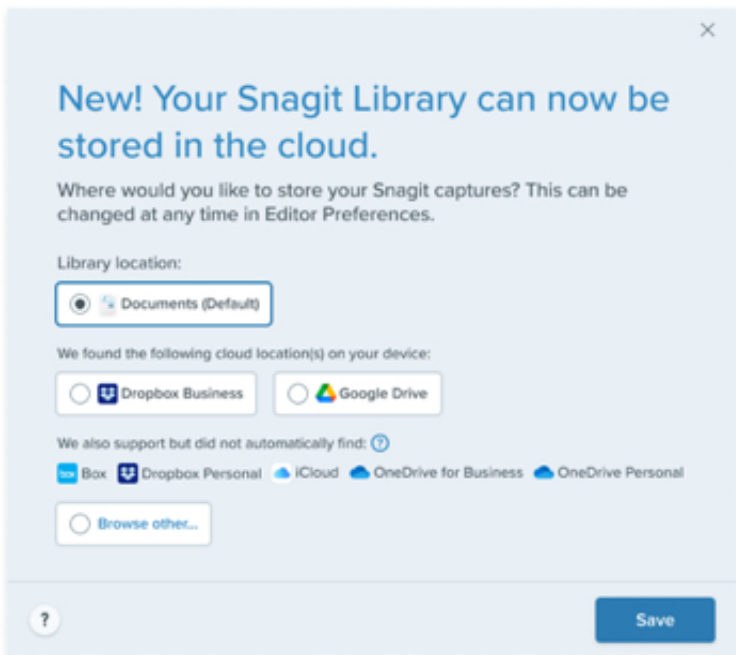 New! Your Snagit Library can now be
stored in the cloud.
Where would you like to store your Snagit captures? This can be
changed at any time in Editor Preferences.
Library location:
Documents (Default)
We found the following cloud location(s) on your device:
Dropbox Business Google Drive
We also support but did not automatically find: ?
box Box Dropbox Personal iCloud OneDrive for Business OneDrive Personal
Browse other...
? Save